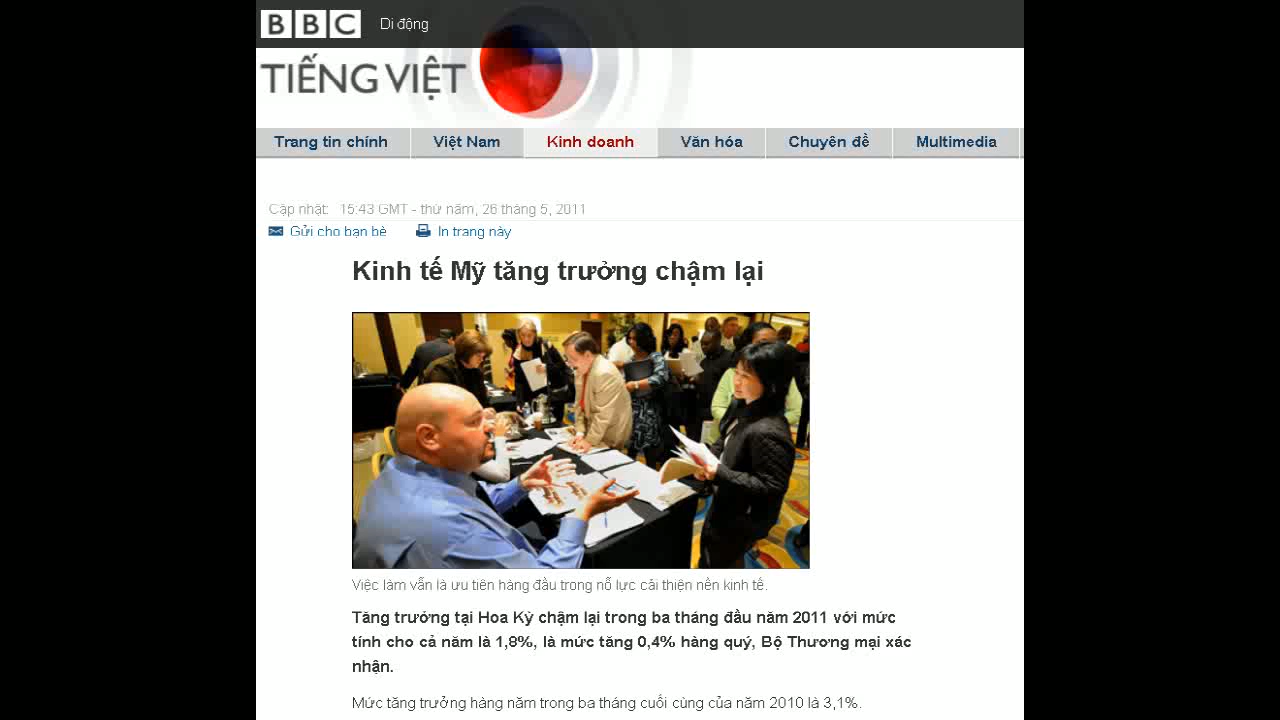 BBC Di động
TIẾNG VIỆT
Trang tin chính Việt Nam Kinh doanh Văn hóa Chuyên đề Multimedia
Cập nhật: 15:43 GMT - thứ năm, 26 tháng 5, 2011
Gửi cho bạn bè In trang này
Kinh tế Mỹ tăng trưởng chậm lại
Việc làm vẫn là ưu tiên hàng đầu trong nỗ lực cải thiện nền kinh tế.
Tăng trưởng tại Hoa Kỳ chậm lại trong ba tháng đầu năm 2011 với mức
tính cho cả năm là 1,8%, là mức tăng 0,4% hàng quý, Bộ Thương mại xác
nhận.
Mức tăng trưởng hàng năm trong ba tháng cuối cùng của năm 2010 là 3,1%.